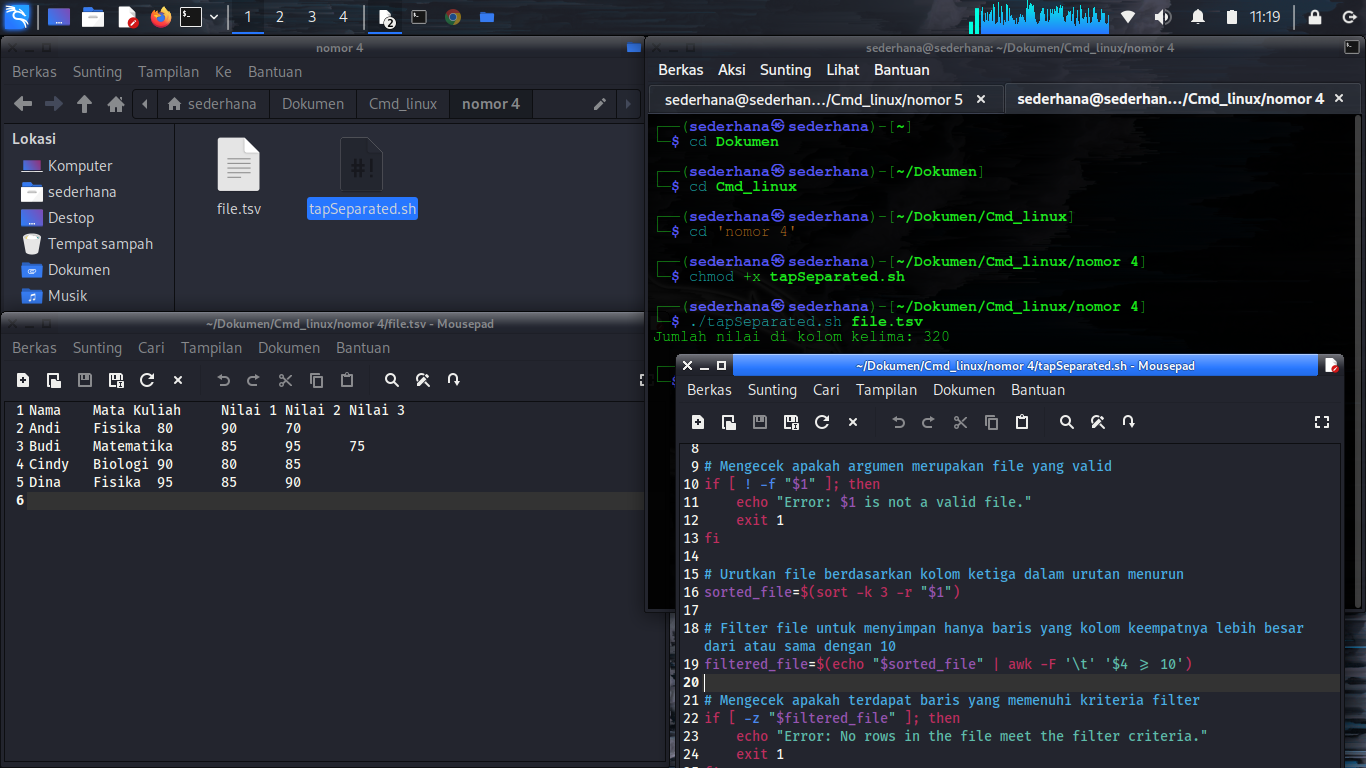 1 2 3 4 2 11:19
nomor 4
Berkas Sunting Tampilan Ke Bantuan
sederhana Dokumen Cmd_linux nomor 4
Lokasi
Komputer
sederhana
Destop
Tempat sampah
Dokumen
Musik
file.tsv
#!
tapSeparated.sh
~/Dokumen/Cmd_linux/nomor 4/file.tsv - Mousepad
Berkas Sunting Cari Tampilan Dokumen Bantuan
1 Nama Mata Kuliah Nilai 1 Nilai 2 Nilai 3
2 Andi Fisika 80 90 70
3 Budi Matematika 85 95 75
4 Cindy Biologi 90 80 85
5 Dina Fisika 95 85 90
6
sederhana@sederhana: ~/Dokumen/Cmd_linux/nomor 4
Berkas Aksi Sunting Lihat Bantuan
sederhana@sederhan.../Cmd_linux/nomor 5 × sederhana@sederhan.../Cmd_linux/nomor 4 ×
┌──(sederhana㉿sederhana)-[~]
└─$ cd Dokumen
┌──(sederhana㉿sederhana)-[~/Dokumen]
└─$ cd Cmd_linux
┌──(sederhana㉿sederhana)-[~/Dokumen/Cmd_linux]
└─$ cd 'nomor 4'
┌──(sederhana㉿sederhana)-[~/Dokumen/Cmd_linux/nomor 4]
└─$ chmod +x tapSeparated.sh
┌──(sederhana㉿sederhana)-[~/Dokumen/Cmd_linux/nomor 4]
└─$ ./tapSeparated.sh file.tsv
Jumlah nilai di kolom kelima: 320
~/Dokumen/Cmd_linux/nomor 4/tapSeparated.sh - Mousepad
Berkas Sunting Cari Tampilan Dokumen Bantuan
8
9 # Mengecek apakah argumen merupakan file yang valid
10 if [ ! -f "$1" ]; then
11     echo "Error: $1 is not a valid file."
12     exit 1
13 fi
14
15 # Urutkan file berdasarkan kolom ketiga dalam urutan menurun
16 sorted_file=$(sort -k 3 -r "$1")
17
18 # Filter file untuk menyimpan hanya baris yang kolom keempatnya lebih besar
dari atau sama dengan 10
19 filtered_file=$(echo "$sorted_file" | awk -F '\t' '$4 >= 10')
20
21 # Mengecek apakah terdapat baris yang memenuhi kriteria filter
22 if [ -z "$filtered_file" ]; then
23     echo "Error: No rows in the file meet the filter criteria."
24     exit 1